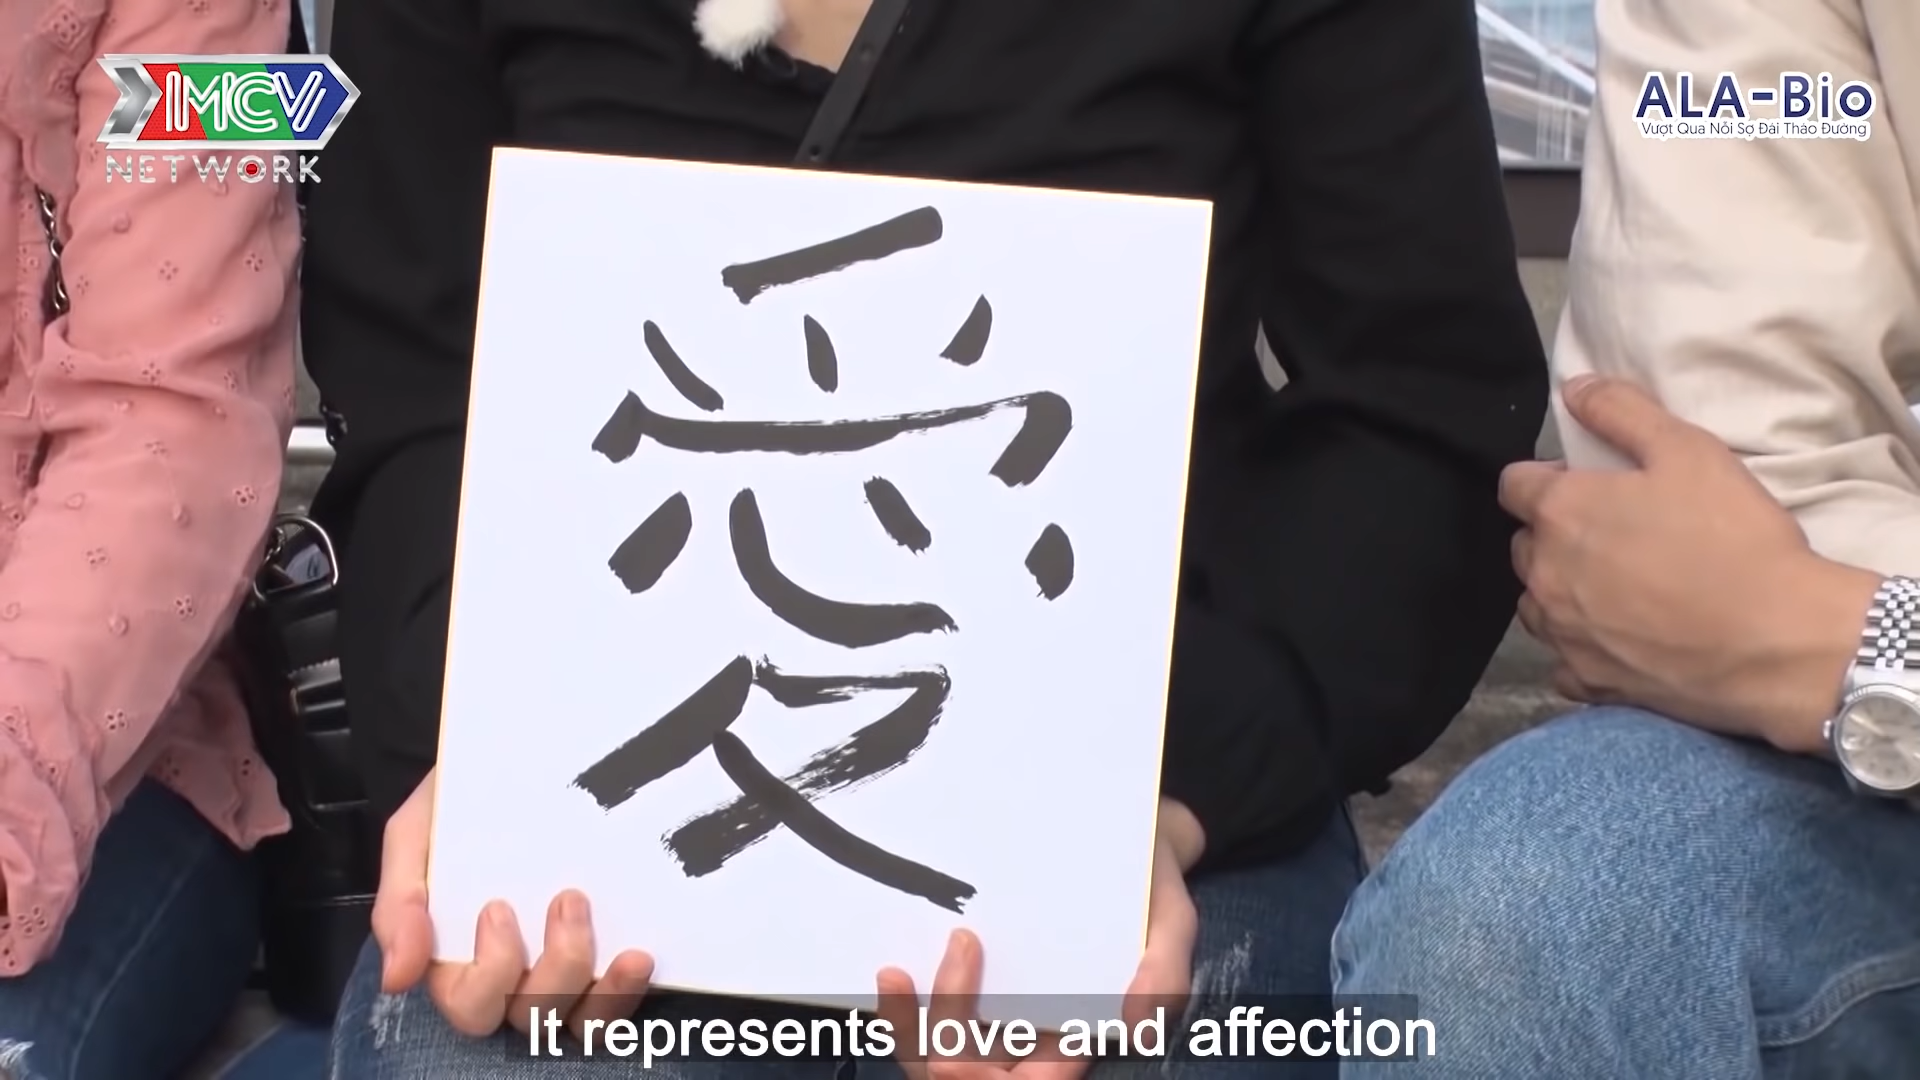 MCV
NETWORK
ALA-Bio
Vượt Qua Nỗi Sợ Đái Tháo Đường
愛
It represents love and affection